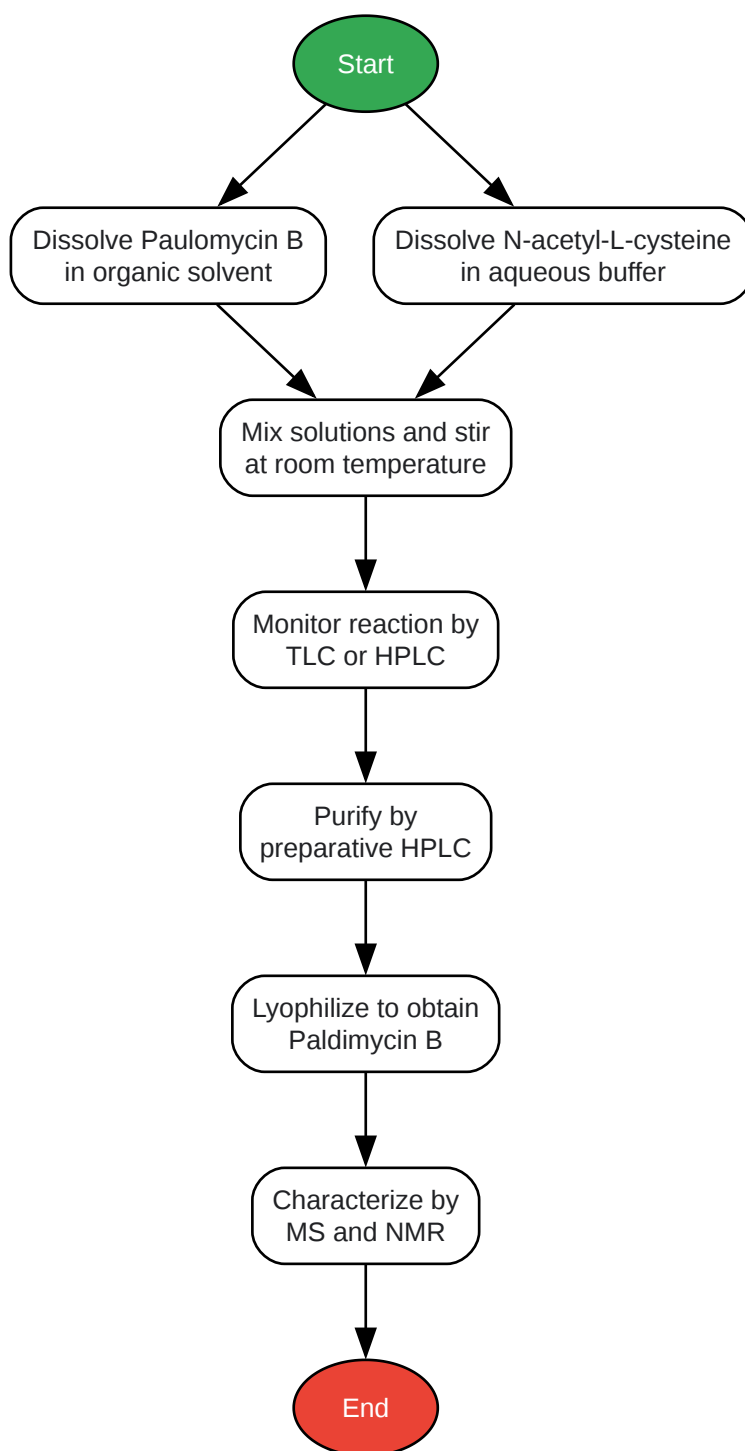 Start
Dissolve Paulomycin B
in organic solvent
Dissolve N-acetyl-L-cysteine
in aqueous buffer
Mix solutions and stir
at room temperature
Monitor reaction by
TLC or HPLC
Purify by
preparative HPLC
Lyophilize to obtain
Paldimycin B
Characterize by
MS and NMR
End